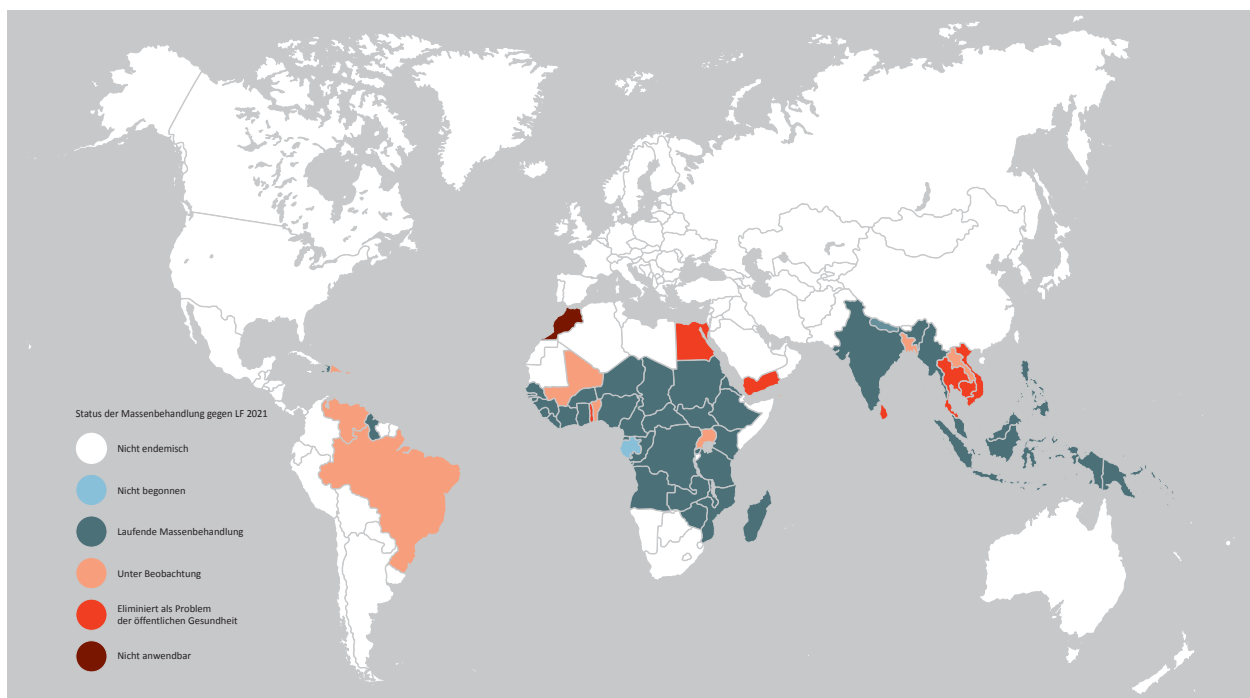 Status der Massenbehandlung gegen LF 2021
Nicht endemisch
Nicht begonnen
Laufende Massenbehandlung
Unter Beobachtung
Eliminiert als Problem
der öffentlichen Gesundheit
Nicht anwendbar